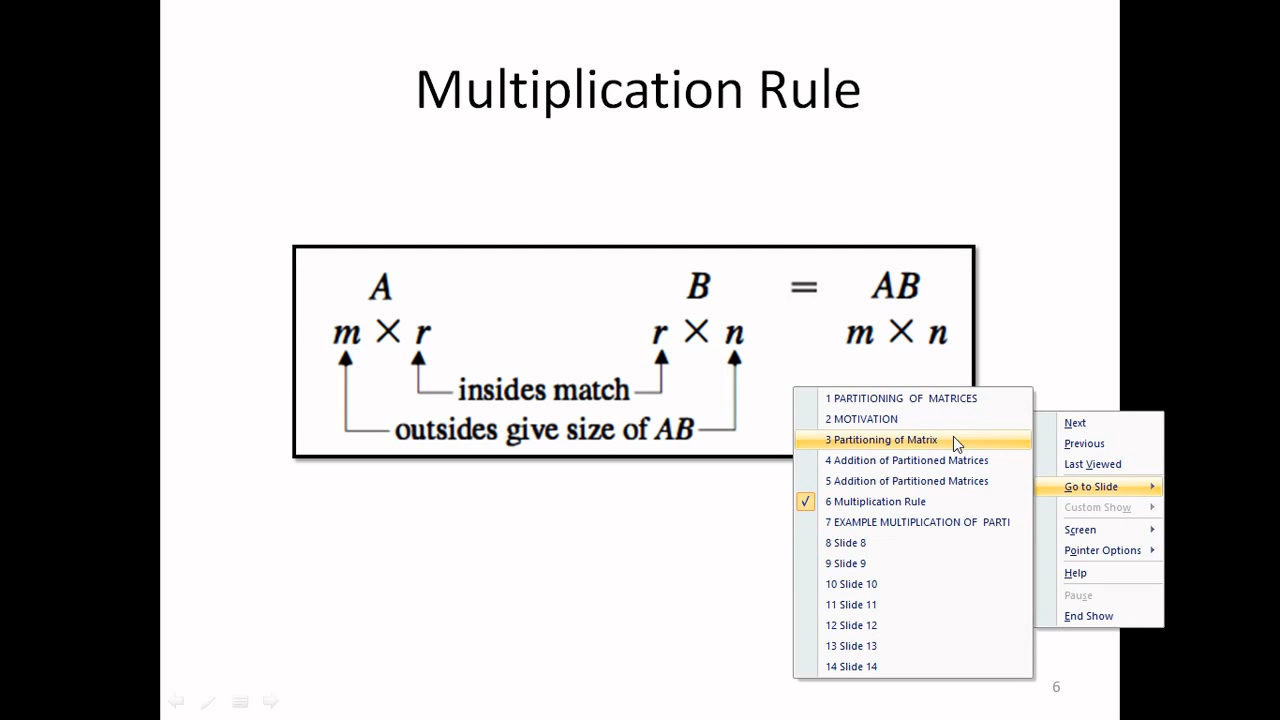 Multiplication Rule
A B = AB
m × r r × n m × n
insides match
outsides give size of AB
1 PARTITIONING OF MATRICES
2 MOTIVATION
3 Partitioning of Matrix
4 Addition of Partitioned Matrices
5 Addition of Partitioned Matrices
✓ 6 Multiplication Rule
7 EXAMPLE MULTIPLICATION OF PARTI
8 Slide 8
9 Slide 9
10 Slide 10
11 Slide 11
12 Slide 12
13 Slide 13
14 Slide 14
Next
Previous
Last Viewed
Go to Slide
Custom Show
Screen
Pointer Options
Help
Pause
End Show
6